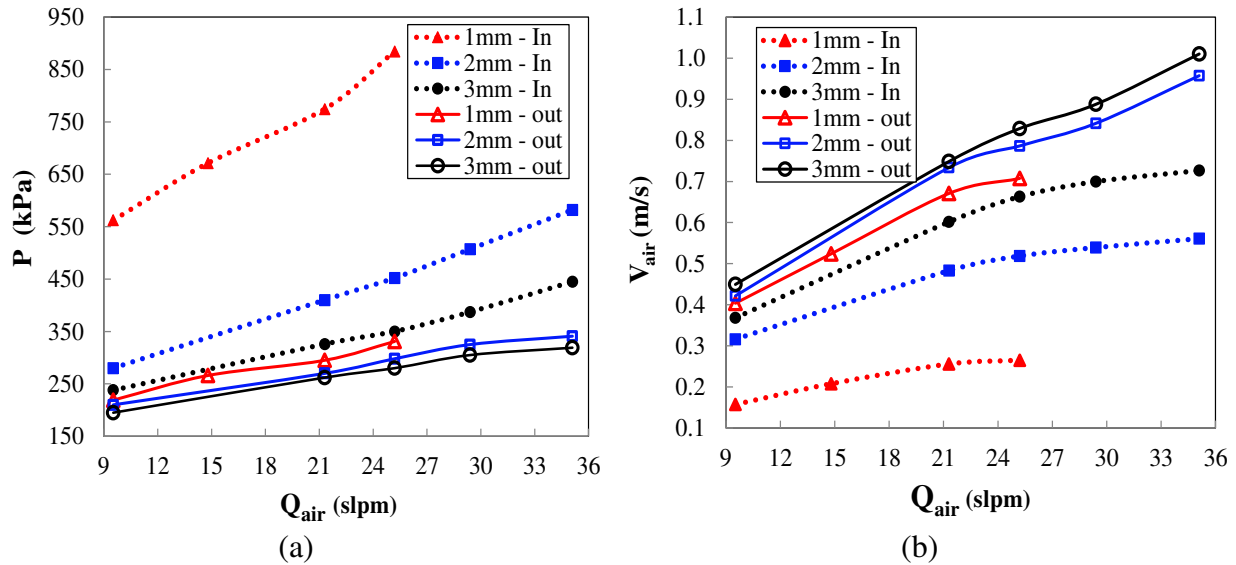 950
850
750
650
550
450
350
250
150
P (kPa)
1mm - In
2mm - In
3mm - In
1mm - out
2mm - out
3mm - out
9 12 15 18 21 24 27 30 33 36
Qair (slpm)
(a)
1.1
1.0
0.9
0.8
0.7
0.6
0.5
0.4
0.3
0.2
0.1
Vair (m/s)
1mm - In
2mm - In
3mm - In
1mm - out
2mm - out
3mm - out
9 12 15 18 21 24 27 30 33 36
Qair (slpm)
(b)